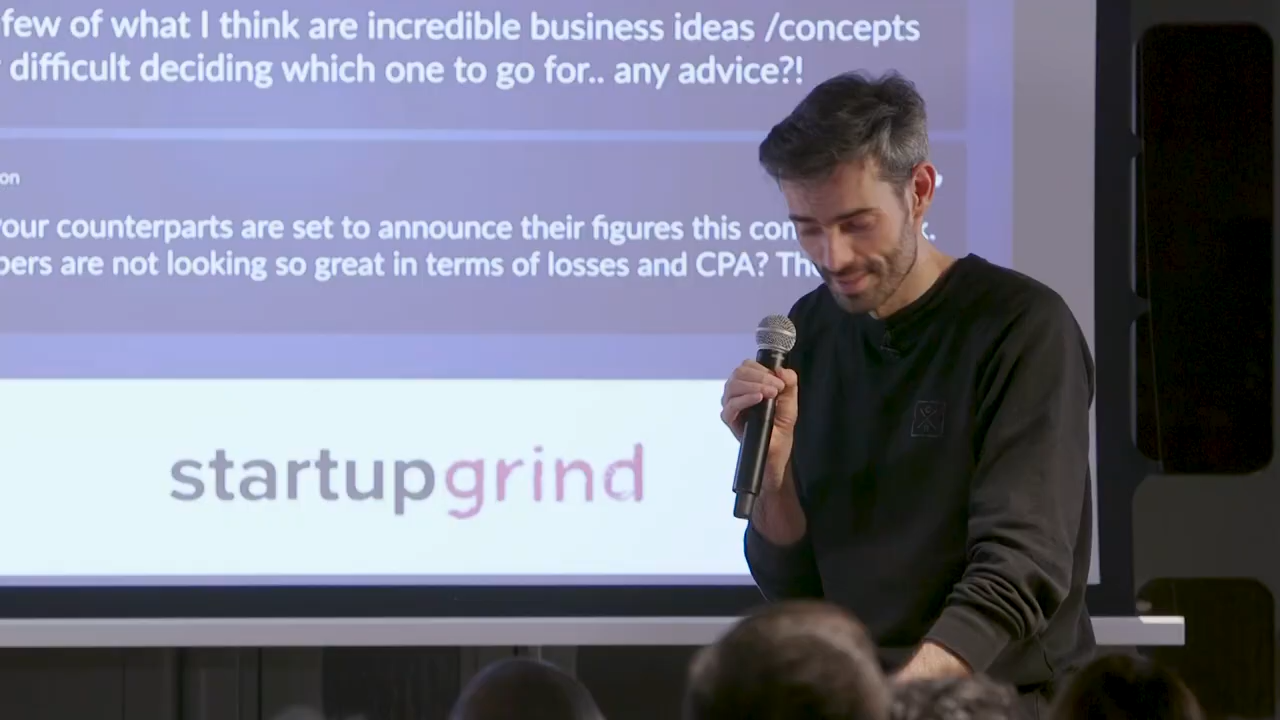 few of what I think are incredible business ideas /concepts
difficult deciding which one to go for.. any advice?!
on
your counterparts are set to announce their figures this con
bers are not looking so great in terms of losses and CPA? The
startupgrind